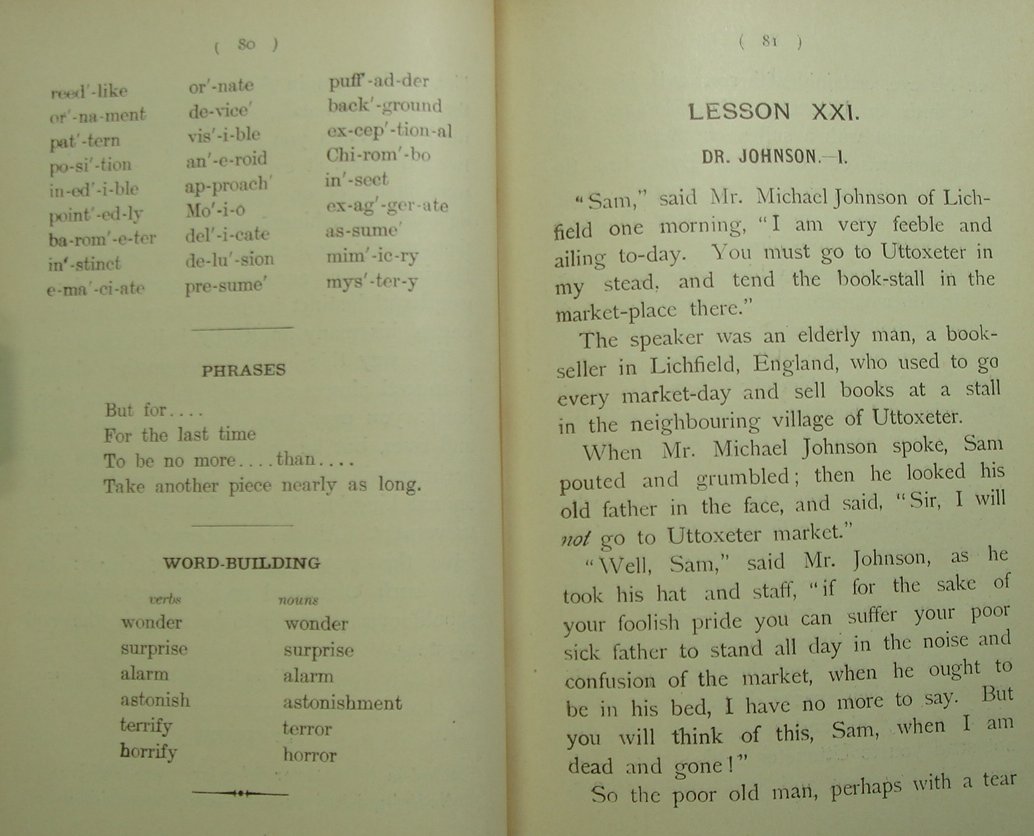 ( 80 )
reed'-like or'-nate puff'-ad-der
or'-na-ment de-vice' back'-ground
pat'-tern vis'-i-ble ex-cep'-tion-al
po-si'-tion an'-e-roid Chi-rom'-bo
in-ed'-i-ble ap-proach' in'-sect
point'-ed-ly Mo'-i-o ex-ag'-ger-ate
ba-rom'-e-ter del'-i-cate as-sume'
in'-stinct de-lu'-sion mim'-ic-ry
e-ma'-ci-ate pre-sume' mys'-ter-y
PHRASES
But for....
For the last time
To be no more....than....
Take another piece nearly as long.
WORD-BUILDING
verbs nouns
wonder wonder
surprise surprise
alarm alarm
astonish astonishment
terrify terror
horrify horror
( 81 )
LESSON XXI.
DR. JOHNSON.—I.
"Sam," said Mr. Michael Johnson of Lich-
field one morning, "I am very feeble and
ailing to-day. You must go to Uttoxeter in
my stead, and tend the book-stall in the
market-place there."
The speaker was an elderly man, a book-
seller in Lichfield, England, who used to go
every market-day and sell books at a stall
in the neighbouring village of Uttoxeter.
When Mr. Michael Johnson spoke, Sam
pouted and grumbled; then he looked his
old father in the face, and said, "Sir, I will
not go to Uttoxeter market."
"Well, Sam," said Mr. Johnson, as he
took his hat and staff, "if for the sake of
your foolish pride you can suffer your poor
sick father to stand all day in the noise and
confusion of the market, when he ought to
be in his bed, I have no more to say. But
you will think of this, Sam, when I am
dead and gone!"
So the poor old man, perhaps with a tear